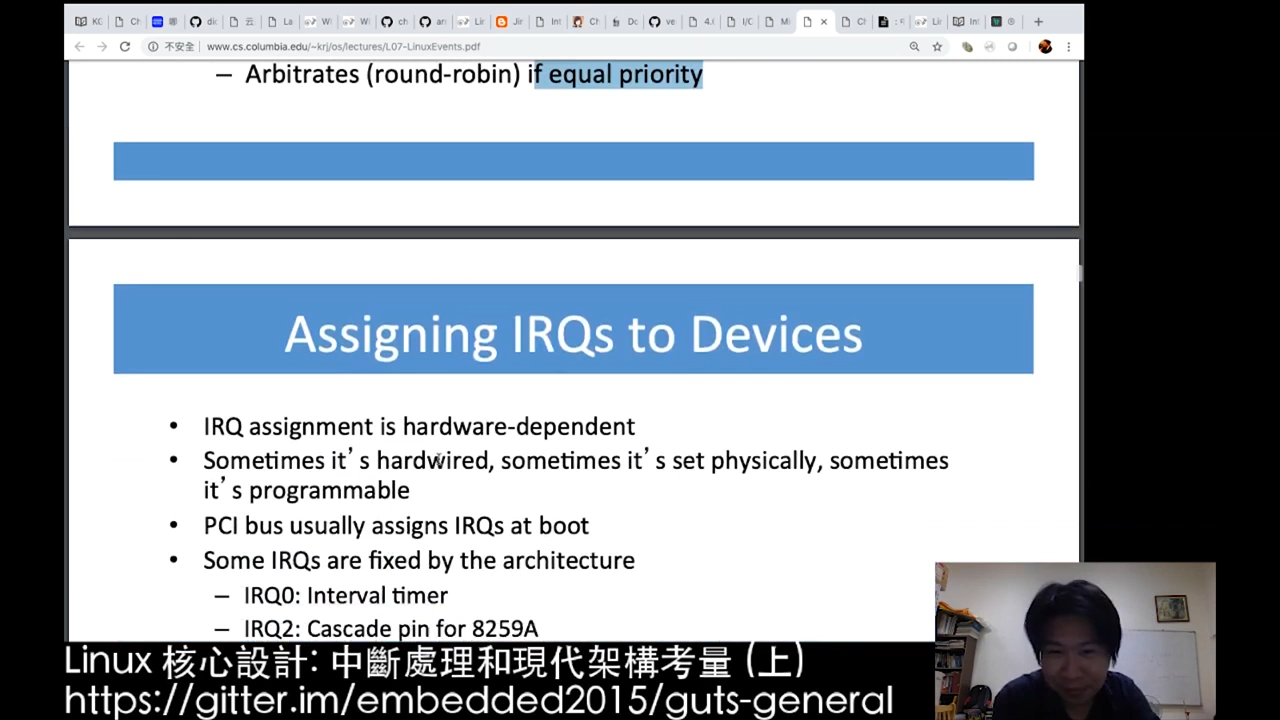 不安全 www.cs.columbia.edu/~krj/os/lectures/L07-LinuxEvents.pdf
– Arbitrates (round-robin) if equal priority
Assigning IRQs to Devices
• IRQ assignment is hardware-dependent
• Sometimes it's hardwired, sometimes it's set physically, sometimes
it's programmable
• PCI bus usually assigns IRQs at boot
• Some IRQs are fixed by the architecture
– IRQ0: Interval timer
– IRQ2: Cascade pin for 8259A
Linux 核心設計: 中斷處理和現代架構考量 (上)
https://gitter.im/embedded2015/guts-general